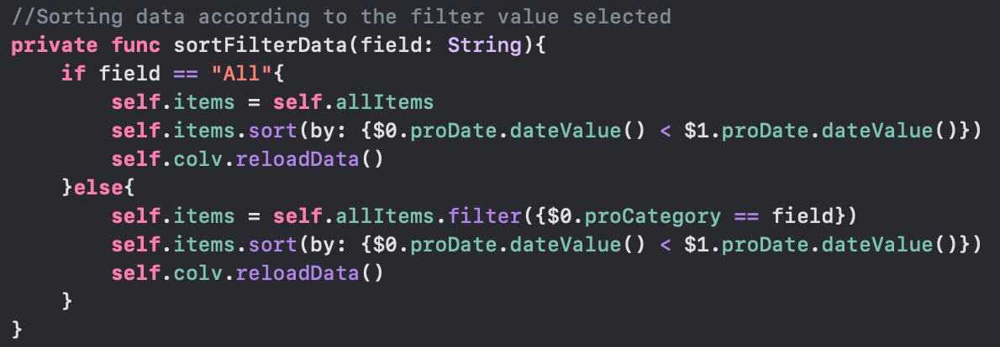 //Sorting data according to the filter value selected
private func sortFilterData(field: String){
    if field == "All"{
        self.items = self.allItems
        self.items.sort(by: {$0.proDate.dateValue() < $1.proDate.dateValue()})
        self.colv.reloadData()
    }else{
        self.items = self.allItems.filter({$0.proCategory == field})
        self.items.sort(by: {$0.proDate.dateValue() < $1.proDate.dateValue()})
        self.colv.reloadData()
    }
}